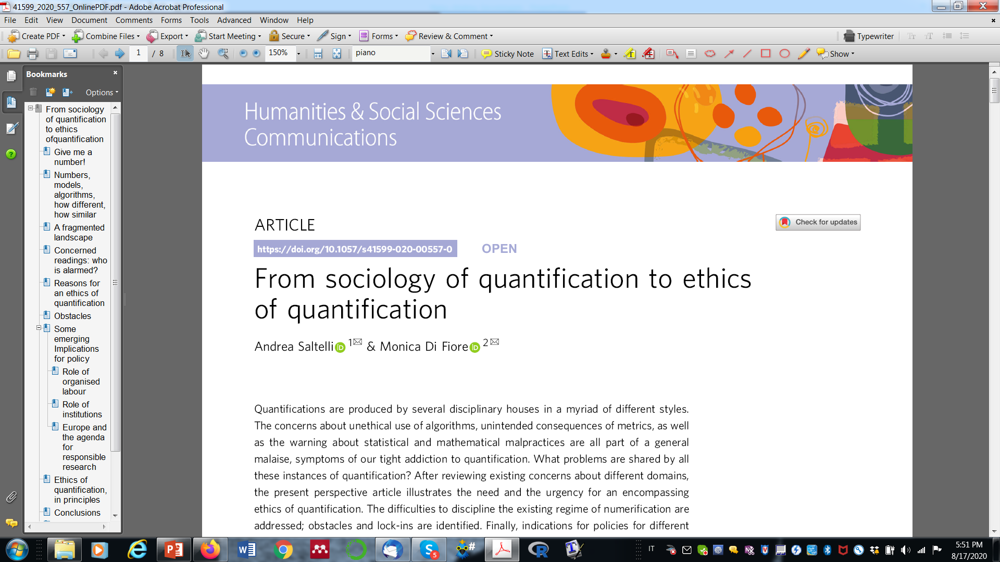 41599_2020_557_OnlinePDF.pdf - Adobe Acrobat Professional
File Edit View Document Comments Forms Tools Advanced Window Help
Create PDF Combine Files Export Start Meeting Secure Sign Forms Review & Comment Typewriter
1 / 8 150% piano Sticky Note Text Edits Show
Bookmarks
Options
From sociology
of quantification
to ethics
ofquantification
Give me a
number!
Numbers,
models,
algorithms,
how different,
how similar
A fragmented
landscape
Concerned
readings: who
is alarmed?
Reasons for
an ethics of
quantification
Obstacles
Some
emerging
Implications
for policy
Role of
organised
labour
Role of
institutions
Europe and
the agenda
for
responsible
research
Ethics of
quantification,
in principles
Conclusions
Humanities & Social Sciences
Communications
ARTICLE
Check for updates
https://doi.org/10.1057/s41599-020-00557-0 OPEN
From sociology of quantification to ethics
of quantification
Andrea Saltelli 1 & Monica Di Fiore 2
Quantifications are produced by several disciplinary houses in a myriad of different styles.
The concerns about unethical use of algorithms, unintended consequences of metrics, as well
as the warning about statistical and mathematical malpractices are all part of a general
malaise, symptoms of our tight addiction to quantification. What problems are shared by all
these instances of quantification? After reviewing existing concerns about different domains,
the present perspective article illustrates the need and the urgency for an encompassing
ethics of quantification. The difficulties to discipline the existing regime of numerification are
addressed; obstacles and lock-ins are identified. Finally, indications for policies for different
IT
5:51 PM
8/17/2020